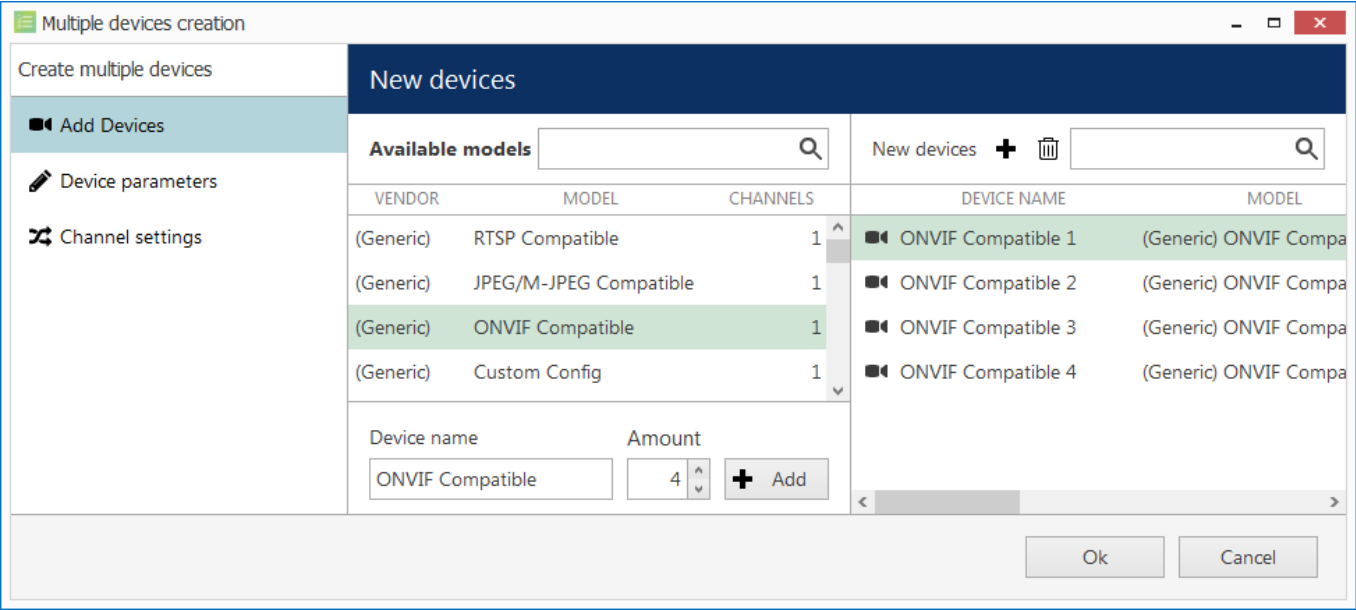 Multiple devices creation
Create multiple devices
Add Devices
Device parameters
Channel settings
New devices
Available models
VENDOR MODEL CHANNELS
(Generic) RTSP Compatible 1
(Generic) JPEG/M-JPEG Compatible 1
(Generic) ONVIF Compatible 1
(Generic) Custom Config 1
Device name Amount
ONVIF Compatible 4 Add
New devices
DEVICE NAME MODEL
ONVIF Compatible 1 (Generic) ONVIF Compa
ONVIF Compatible 2 (Generic) ONVIF Compa
ONVIF Compatible 3 (Generic) ONVIF Compa
ONVIF Compatible 4 (Generic) ONVIF Compa
Ok Cancel